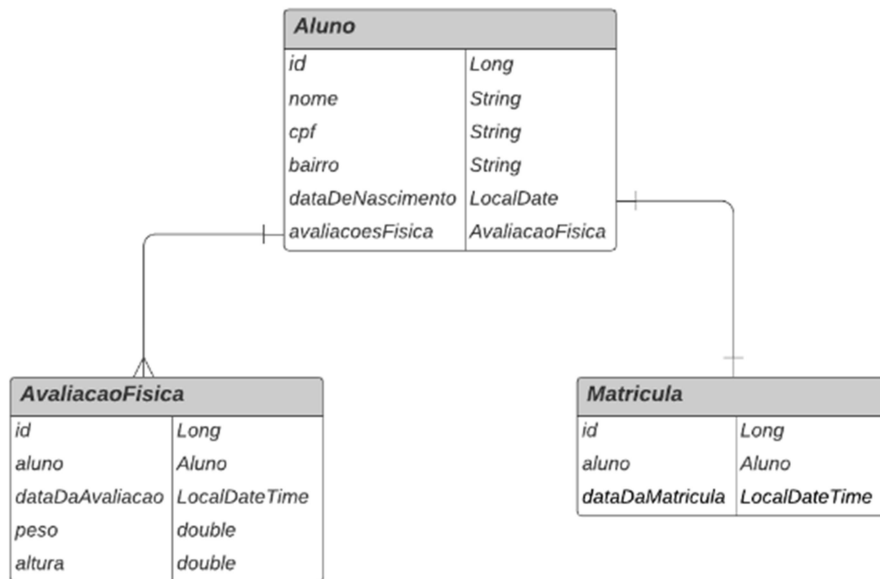 Aluno
id Long
nome String
cpf String
bairro String
dataDeNascimento LocalDate
avaliacoesFisica AvaliacaoFisica
AvaliacaoFisica
id Long
aluno Aluno
dataDaAvaliacao LocalDateTime
peso double
altura double
Matricula
id Long
aluno Aluno
dataDaMatricula LocalDateTime